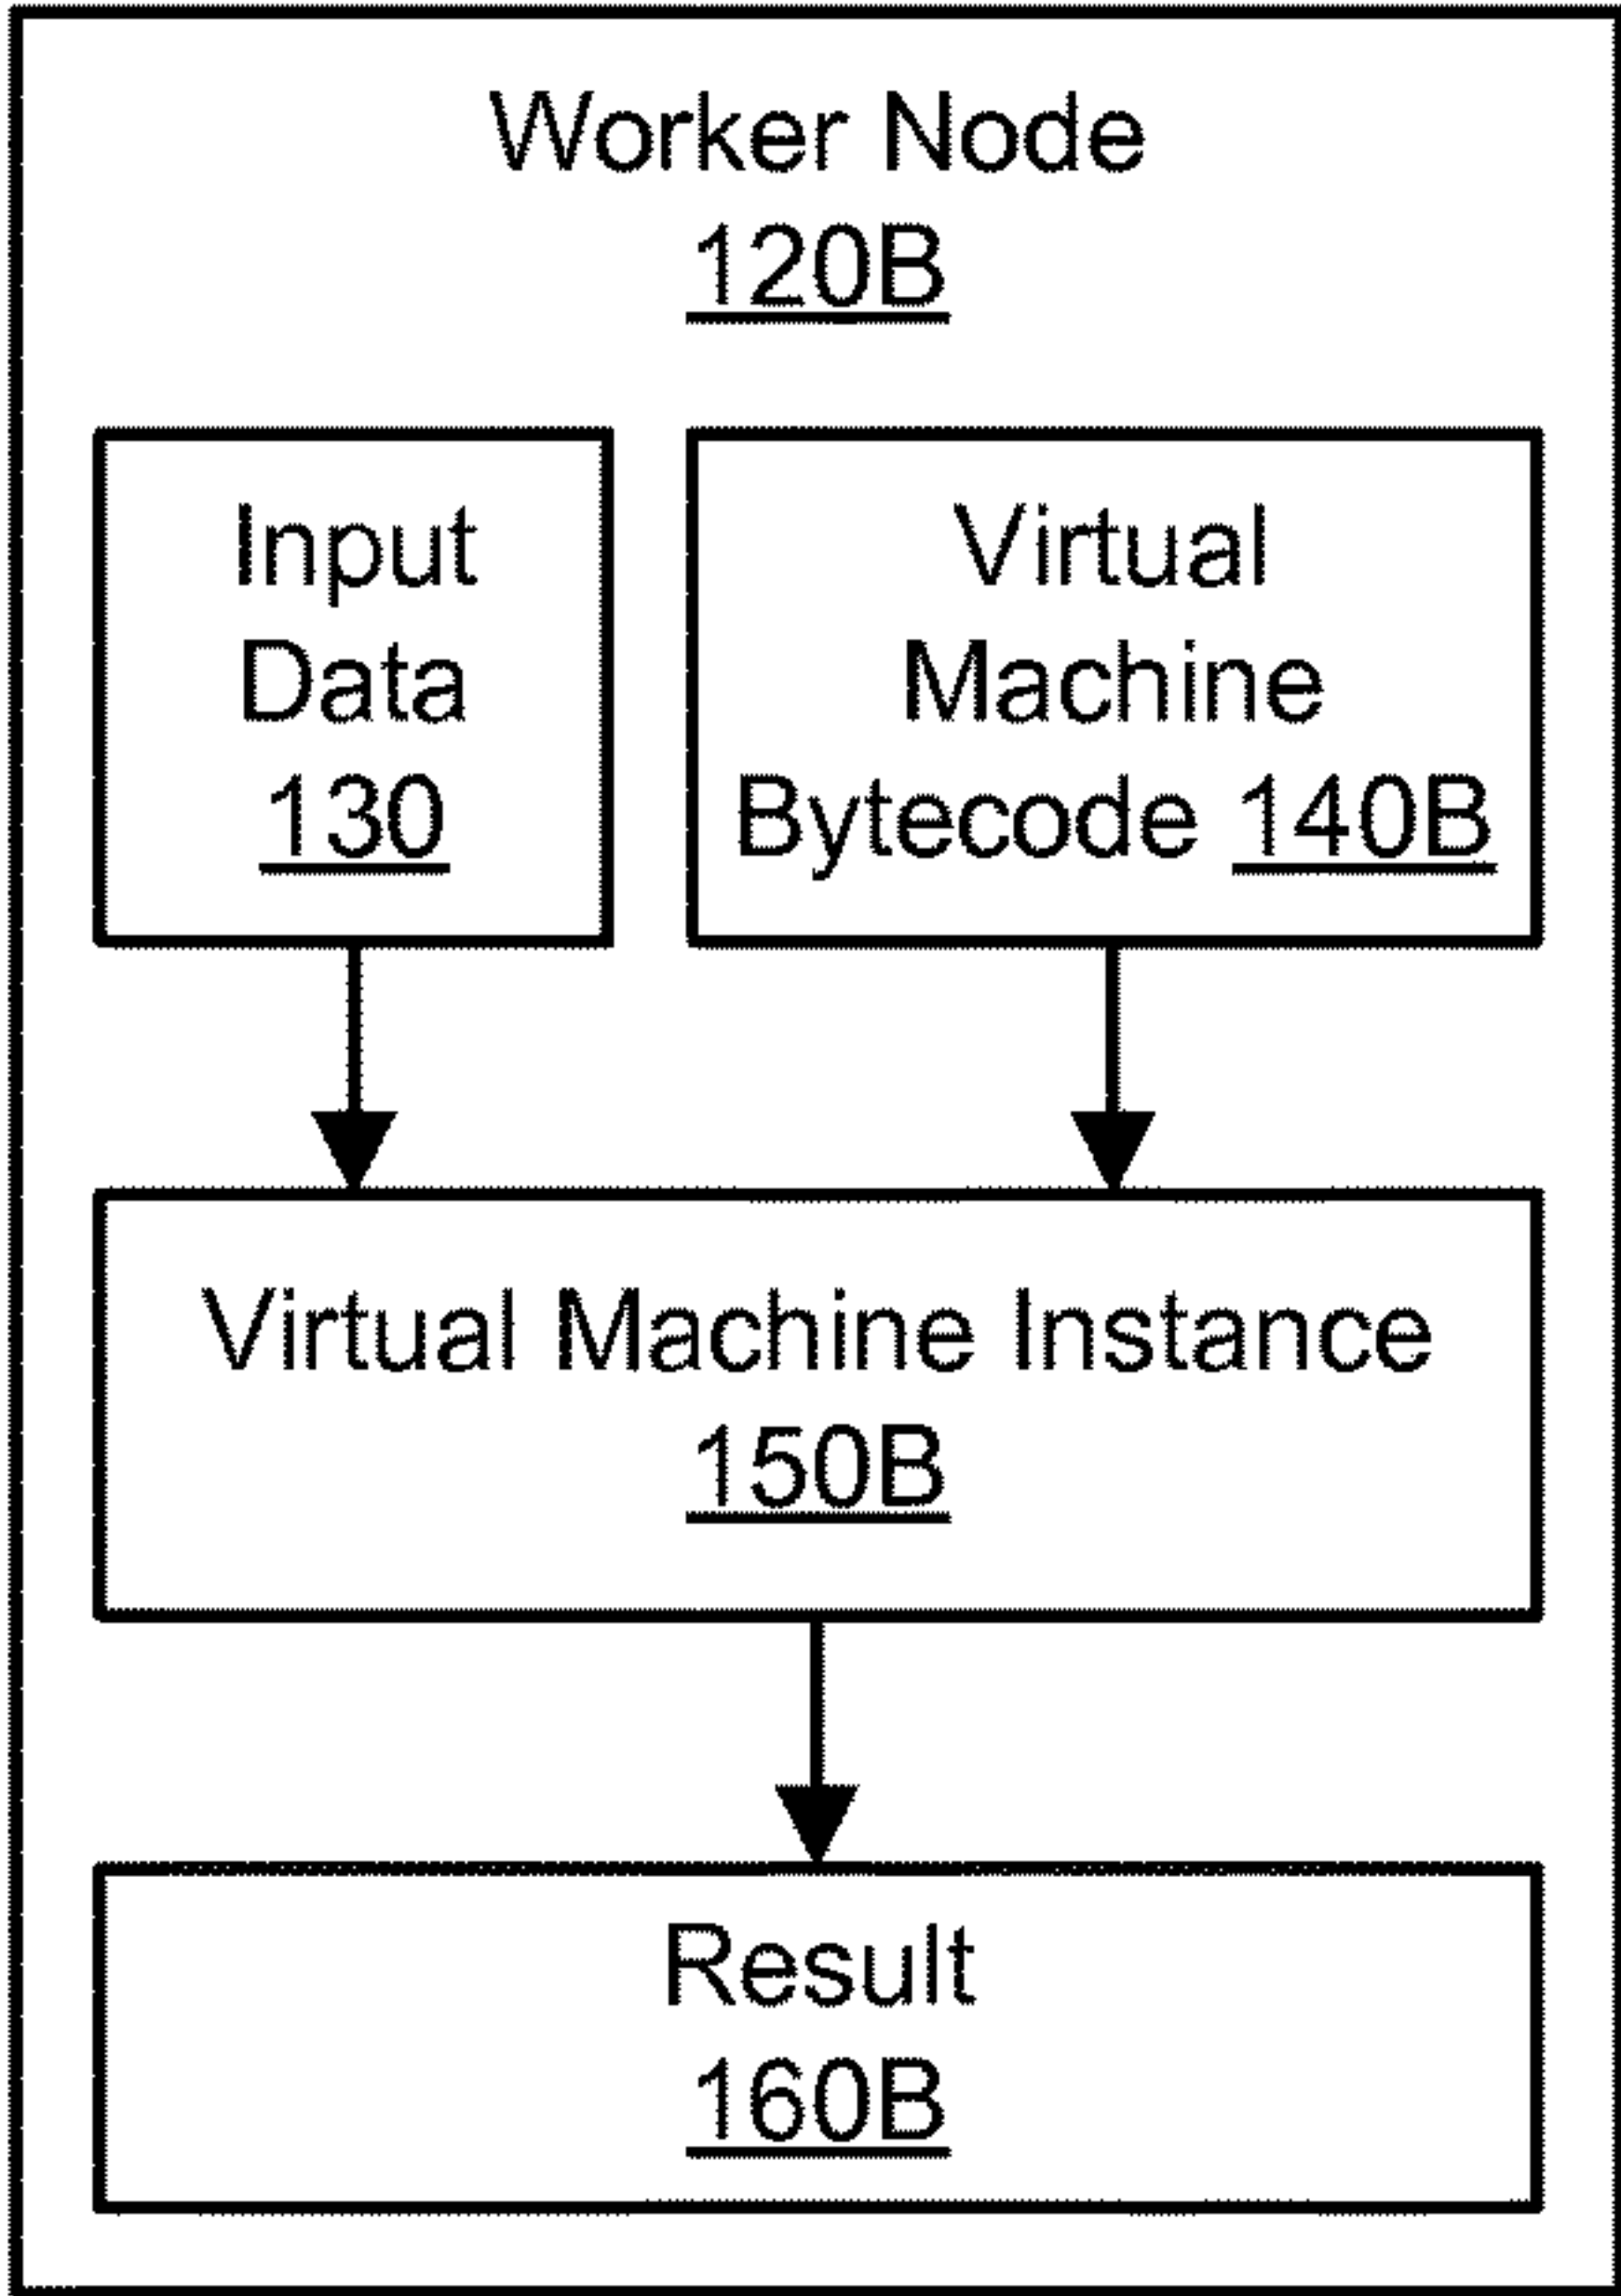 Worker Node
120B
Input
Data
130
Virtual
Machine
Bytecode 140B
Virtual Machine Instance
150B
Result
160B